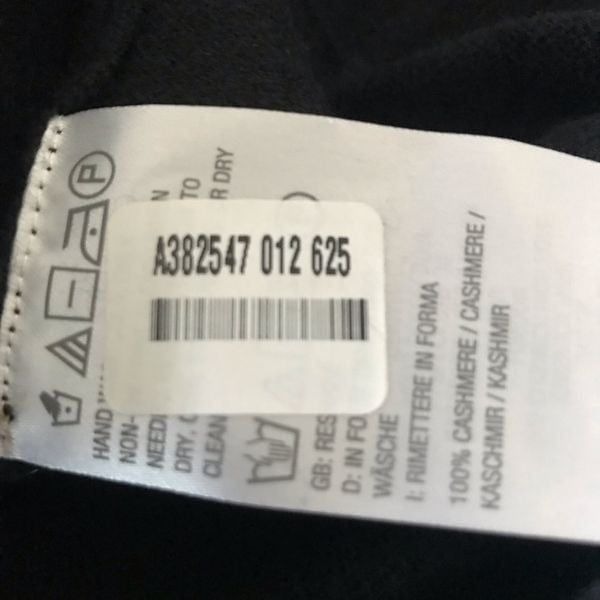 A382547 012 625
HAND
NON-
DRY
CLEAN
TO
R DRY
GB: RES
D: IN FO
WÄSCHE
I: RIMETTERE IN FORMA
100% CASHMERE / CASHMERE /
KASCHMIR / KASHMIR
P